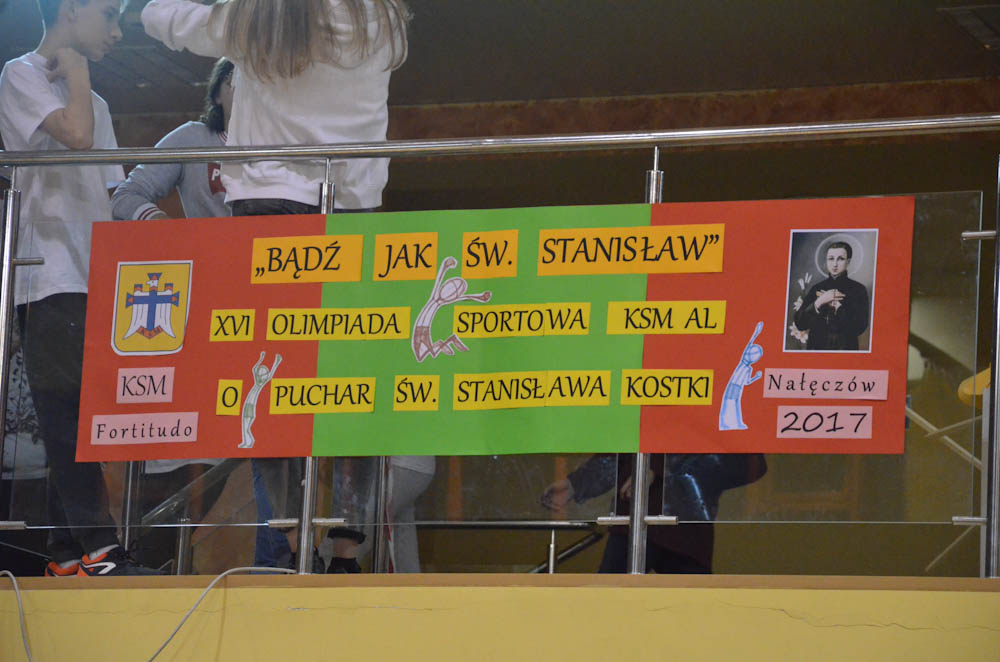 „BĄDŹ JAK ŚW. STANISŁAW”
XVI OLIMPIADA SPORTOWA KSM AL
O PUCHAR ŚW. STANISŁAWA KOSTKI
KSM
Fortitudo
Nałęczów
2017